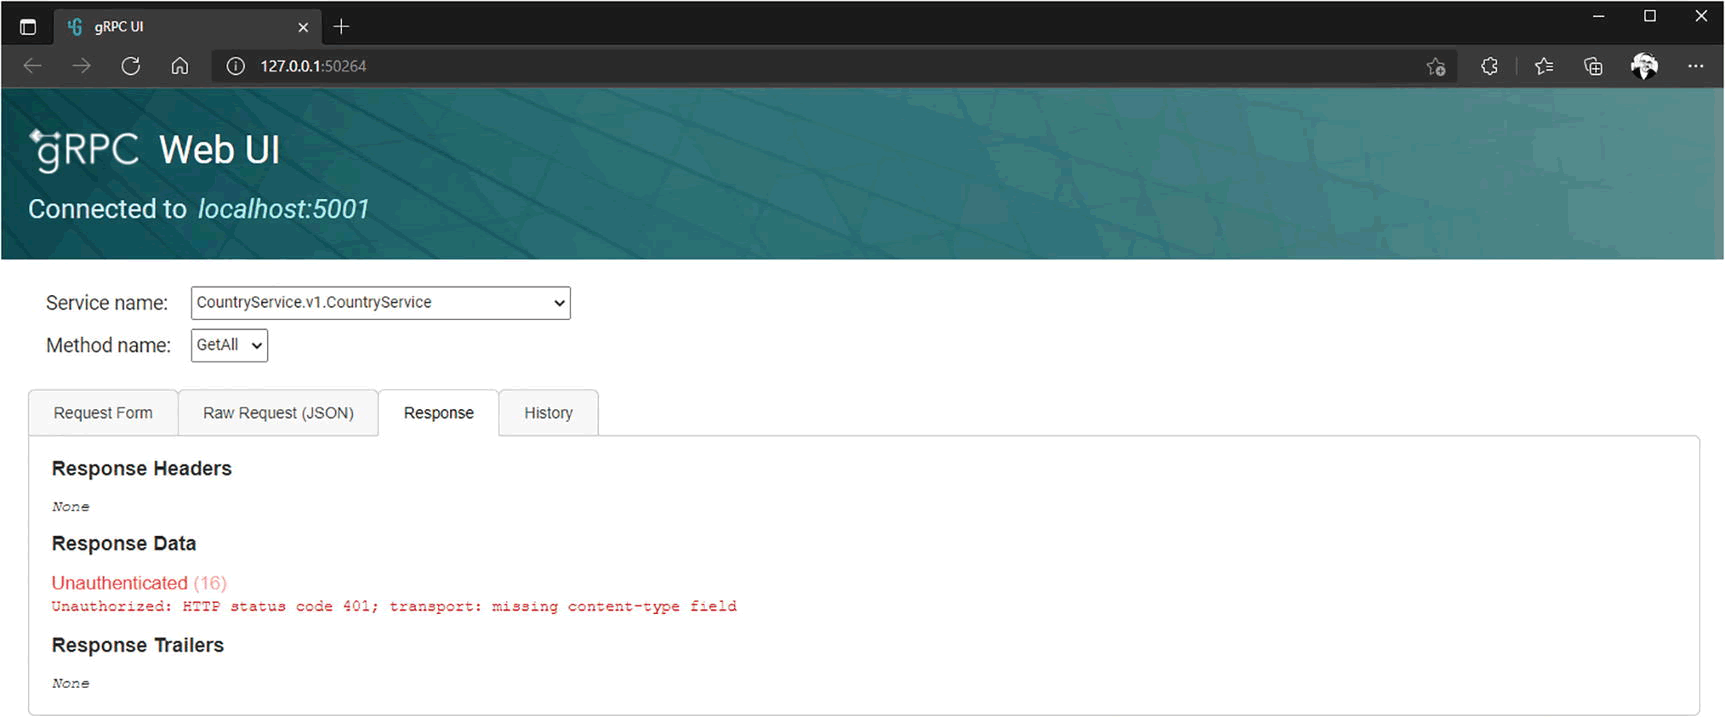 gRPC UI
127.0.0.1:50264
gRPC Web UI
Connected to localhost:5001
Service name: CountryService.v1.CountryService
Method name: GetAll
Request Form Raw Request (JSON) Response History
Response Headers
None
Response Data
Unauthenticated (16)
Unauthorized: HTTP status code 401; transport: missing content-type field
Response Trailers
None